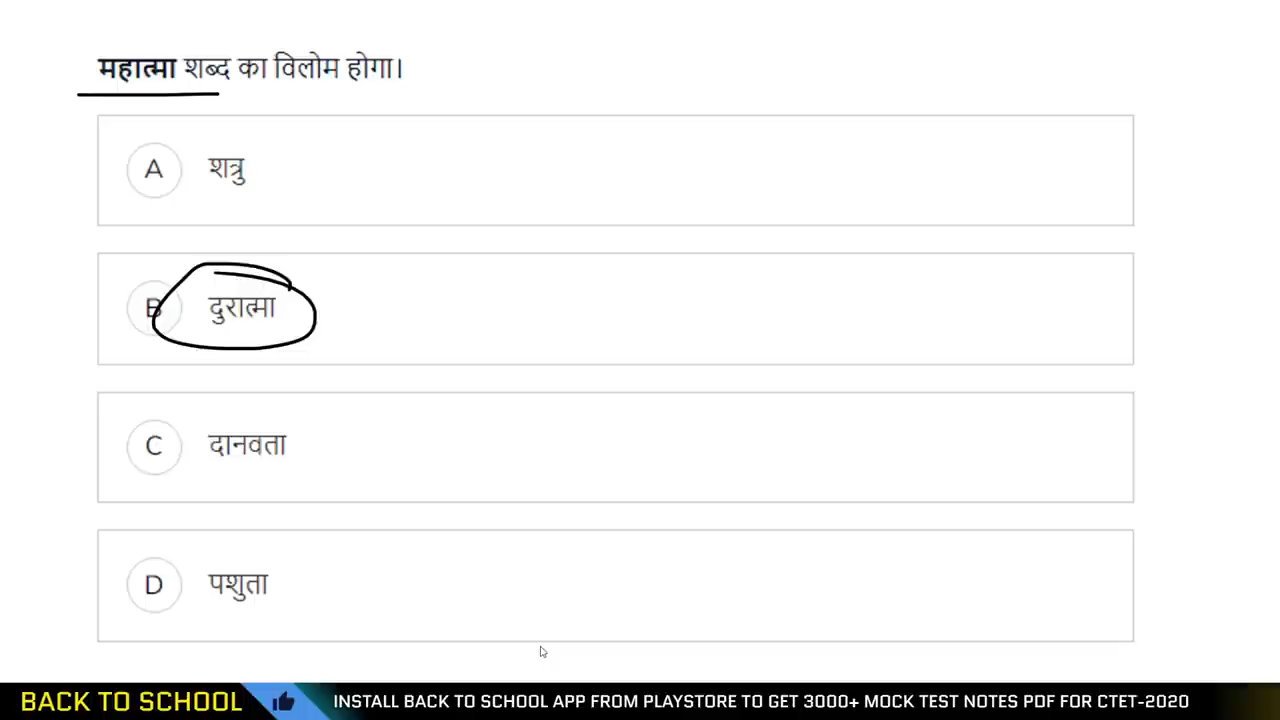 महात्मा शब्द का विलोम होगा।
A शत्रु
B दुरात्मा
C दानवता
D पशुता
BACK TO SCHOOL INSTALL BACK TO SCHOOL APP FROM PLAYSTORE TO GET 3000+ MOCK TEST NOTES PDF FOR CTET-2020